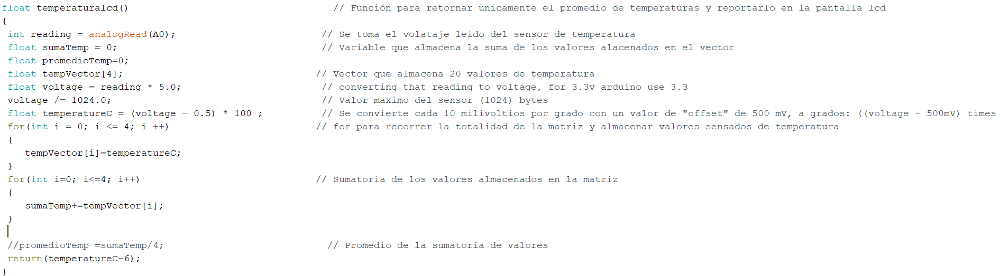 float temperaturalcd() // Función para retornar unicamente el promedio de temperaturas y reportarlo en la pantalla lcd
{
int reading = analogRead(A0); // Se toma el volataje leido del sensor de temperatura
float sumaTemp = 0; // Variable que almacena la suma de los valores alacenados en el vector
float promedioTemp=0;
float tempVector[4]; // Vector que almacena 20 valores de temperatura
float voltage = reading * 5.0; // converting that reading to voltage, for 3.3v arduino use 3.3
voltage /= 1024.0; // Valor maximo del sensor (1024) bytes
float temperatureC = (voltage - 0.5) * 100 ; // Se convierte cada 10 milivoltios por grado con un valor de "offset" de 500 mV, a grados: ((voltage - 500mV) times
for(int i = 0; i <= 4; i ++) // for para recorrer la totalidad de la matriz y almacenar valores sensados de temperatura
{
tempVector[i]=temperatureC;
}
for(int i=0; i<=4; i++) // Sumatoria de los valores almacenados en la matriz
{
sumaTemp+=tempVector[i];
}
//promedioTemp =sumaTemp/4; // Promedio de la sumatoria de valores
return(temperatureC-6);
}